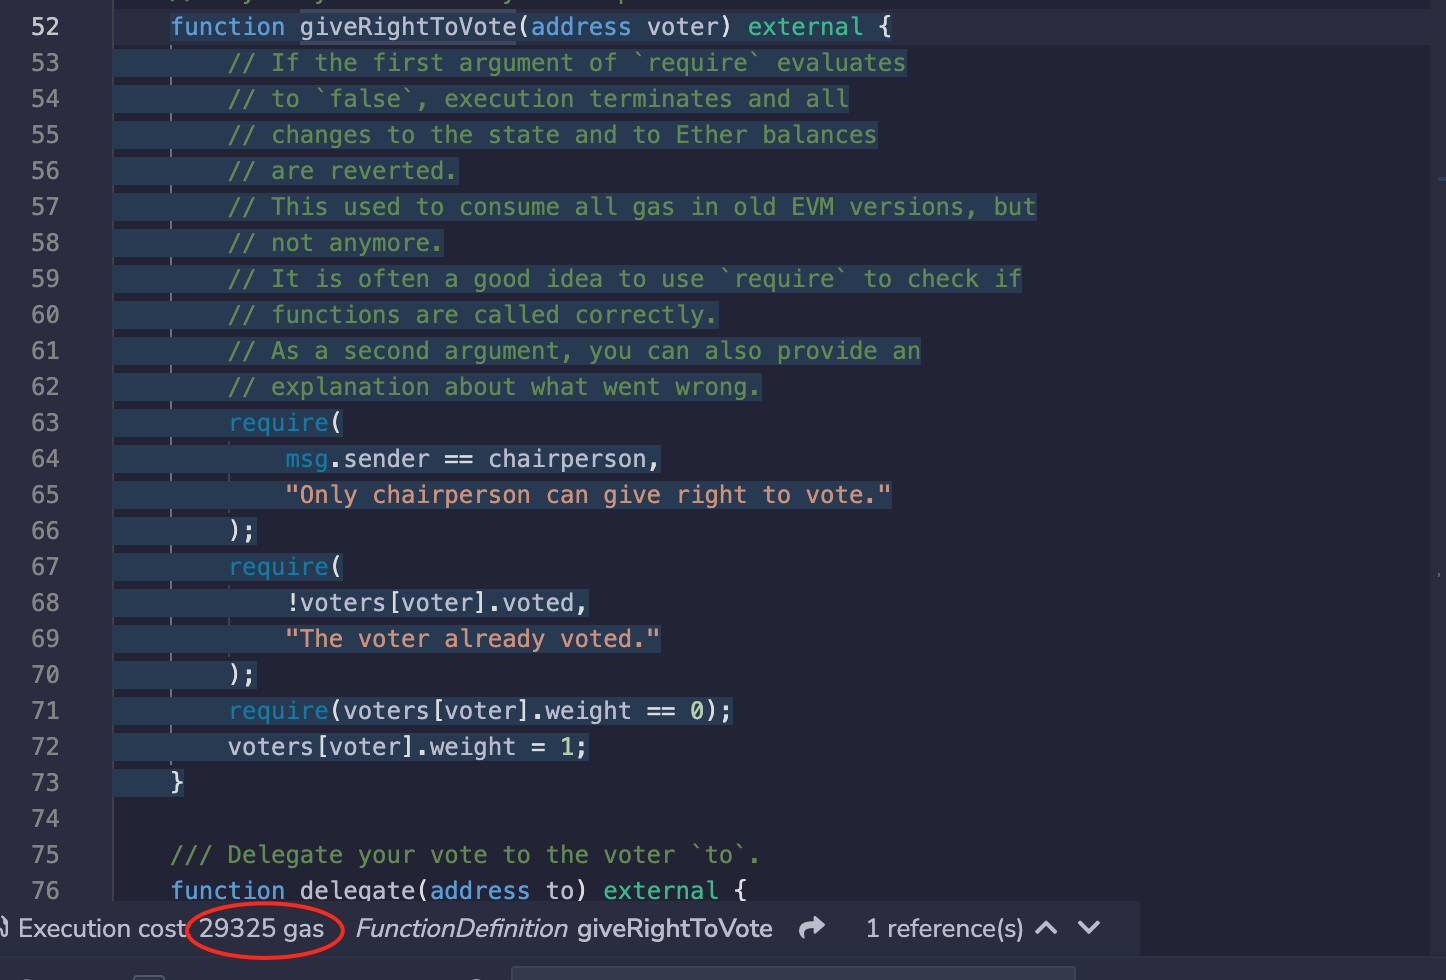 52 function giveRightToVote(address voter) external {
53 // If the first argument of `require` evaluates
54 // to `false`, execution terminates and all
55 // changes to the state and to Ether balances
56 // are reverted.
57 // This used to consume all gas in old EVM versions, but
58 // not anymore.
59 // It is often a good idea to use `require` to check if
60 // functions are called correctly.
61 // As a second argument, you can also provide an
62 // explanation about what went wrong.
63 require(
64 msg.sender == chairperson,
65 "Only chairperson can give right to vote."
66 );
67 require(
68 !voters[voter].voted,
69 "The voter already voted."
70 );
71 require(voters[voter].weight == 0);
72 voters[voter].weight = 1;
73 }
74
75 /// Delegate your vote to the voter `to`.
76 function delegate(address to) external {
Execution cost 29325 gas FunctionDefinition giveRightToVote 1 reference(s)